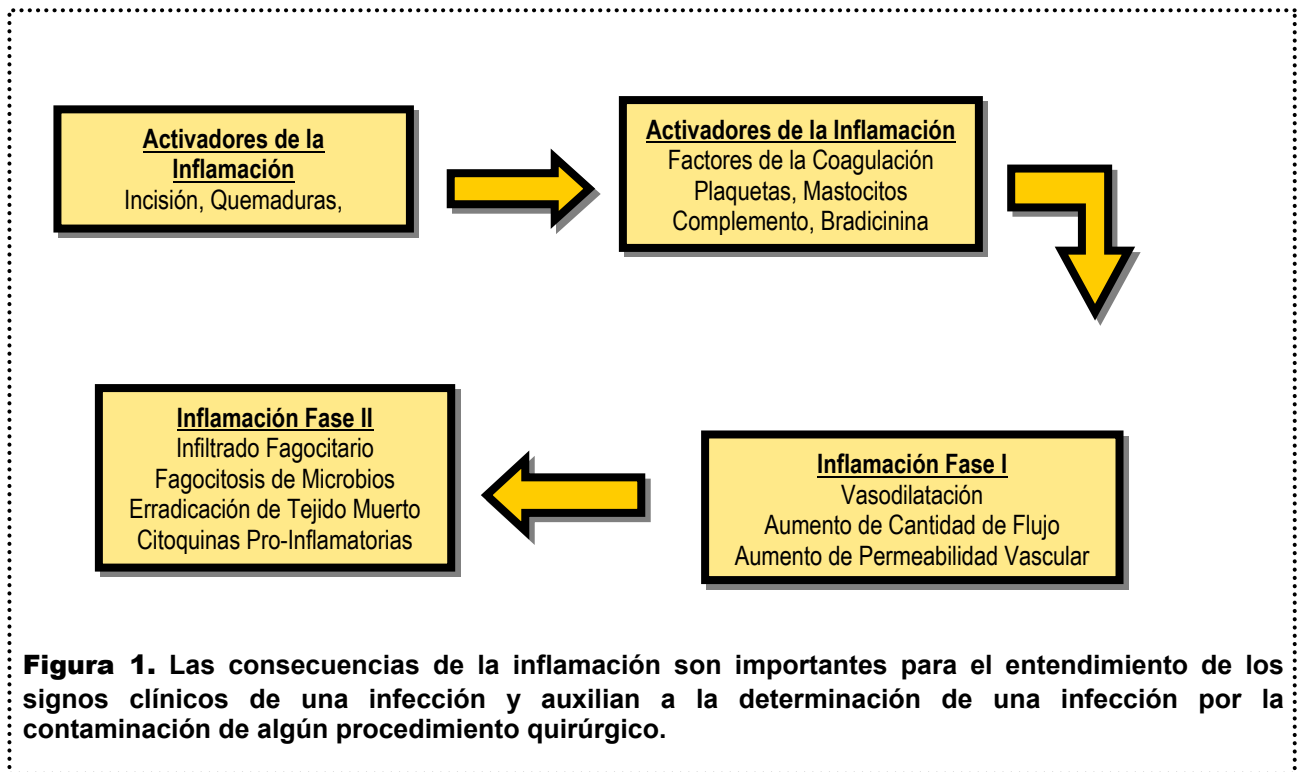 Activadores de la
Inflamación
Incisión, Quemaduras,
Activadores de la Inflamación
Factores de la Coagulación
Plaquetas, Mastocitos
Complemento, Bradicinina
Inflamación Fase II
Infiltrado Fagocitario
Fagocitosis de Microbios
Erradicación de Tejido Muerto
Citoquinas Pro-Inflamatorias
Inflamación Fase I
Vasodilatación
Aumento de Cantidad de Flujo
Aumento de Permeabilidad Vascular
Figura 1. Las consecuencias de la inflamación son importantes para el entendimiento de los
signos clínicos de una infección y auxilian a la determinación de una infección por la
contaminación de algún procedimiento quirúrgico.